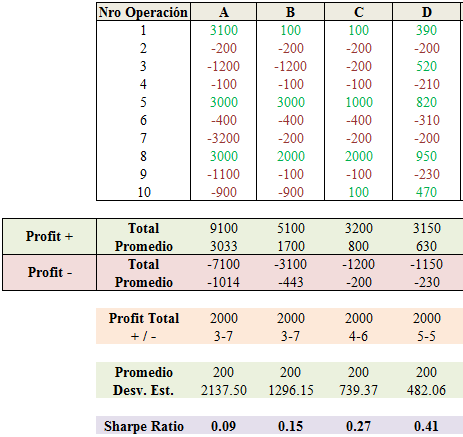 Nro Operación A B C D
1 3100 100 100 390
2 -200 -200 -200 -200
3 -1200 -1200 -200 520
4 -100 -100 -100 -210
5 3000 3000 1000 820
6 -400 -400 -400 -310
7 -3200 -200 -200 -200
8 3000 2000 2000 950
9 -1100 -100 -100 -230
10 -900 -900 100 470
Profit + Total 9100 5100 3200 3150
Promedio 3033 1700 800 630
Profit - Total -7100 -3100 -1200 -1150
Promedio -1014 -443 -200 -230
Profit Total 2000 2000 2000 2000
+ / - 3-7 3-7 4-6 5-5
Promedio 200 200 200 200
Desv. Est. 2137.50 1296.15 739.37 482.06
Sharpe Ratio 0.09 0.15 0.27 0.41